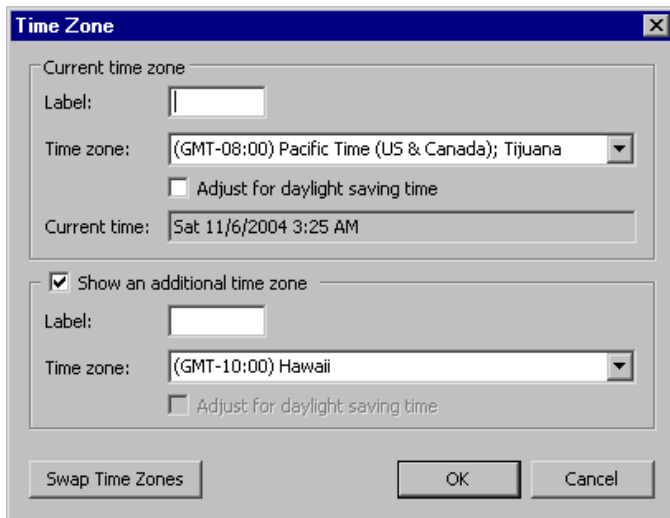 Time Zone
Current time zone
Label:
Time zone: (GMT-08:00) Pacific Time (US & Canada); Tijuana
Adjust for daylight saving time
Current time: Sat 11/6/2004 3:25 AM
Show an additional time zone
Label:
Time zone: (GMT-10:00) Hawaii
Adjust for daylight saving time
Swap Time Zones OK Cancel